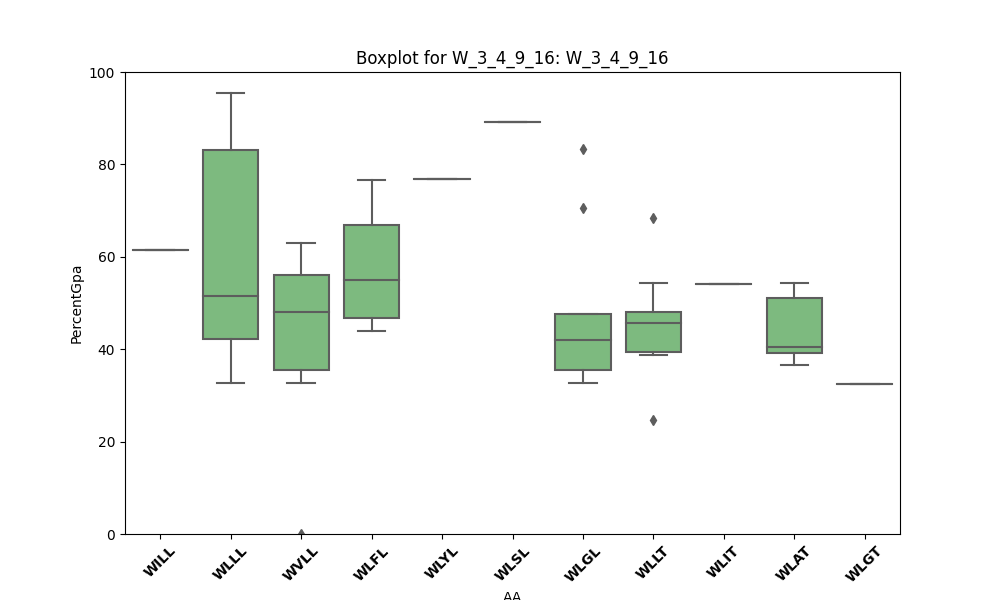 Boxplot for W_3_4_9_16: W_3_4_9_16
PercentGpa
100
80
60
40
20
0
WILL
WLLL
WVLL
WLFL
WLYL
WLSL
WLGL
WLLT
WLIT
WLAT
WLGT
AA